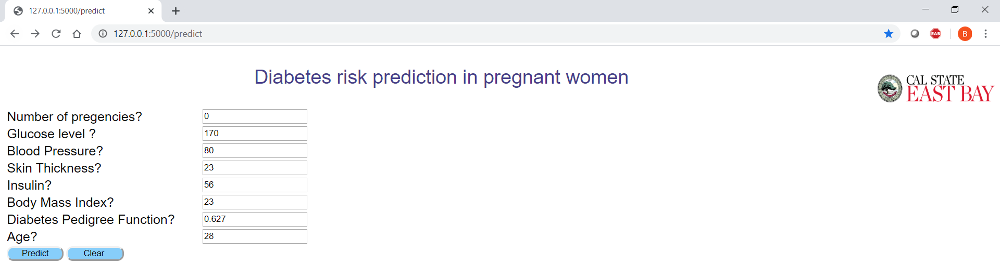 127.0.0.1:5000/predict
127.0.0.1:5000/predict
EAB
B
Diabetes risk prediction in pregnant women
CAL STATE
EAST BAY
Number of pregencies? 0
Glucose level ? 170
Blood Pressure? 80
Skin Thickness? 23
Insulin? 56
Body Mass Index? 23
Diabetes Pedigree Function? 0.627
Age? 28
Predict Clear